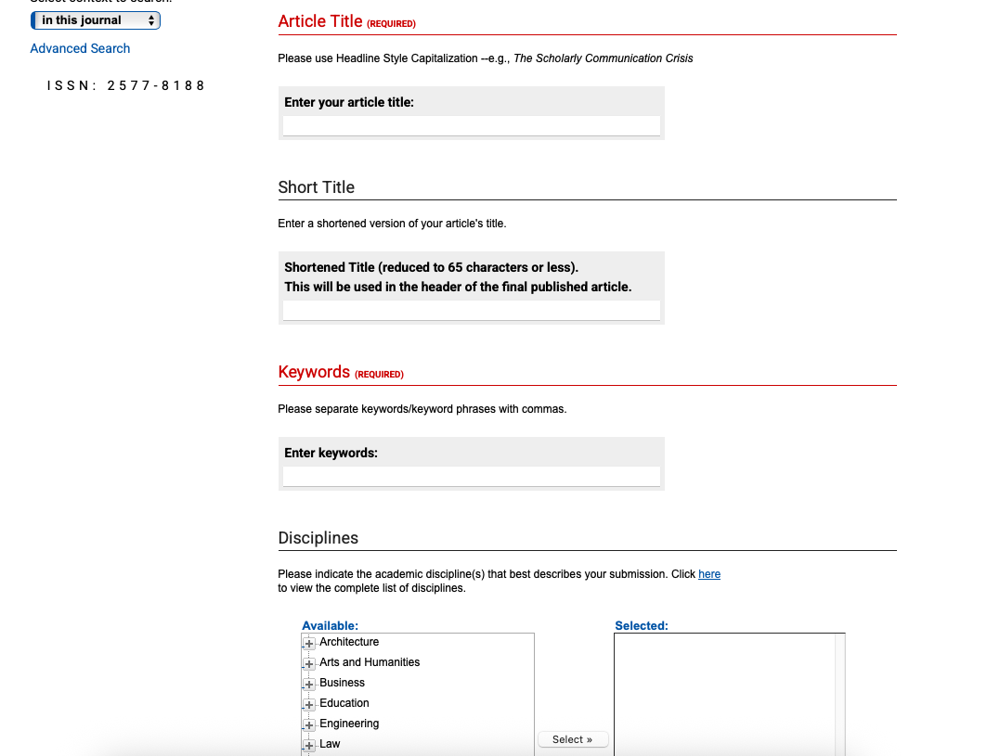 Select context to search:
in this journal
Advanced Search
ISSN: 2577-8188
Article Title (REQUIRED)
Please use Headline Style Capitalization --e.g., The Scholarly Communication Crisis
Enter your article title:
Short Title
Enter a shortened version of your article's title.
Shortened Title (reduced to 65 characters or less).
This will be used in the header of the final published article.
Keywords (REQUIRED)
Please separate keywords/keyword phrases with commas.
Enter keywords:
Disciplines
Please indicate the academic discipline(s) that best describes your submission. Click here
to view the complete list of disciplines.
Available:
Architecture
Arts and Humanities
Business
Education
Engineering
Law
Select »
Selected: